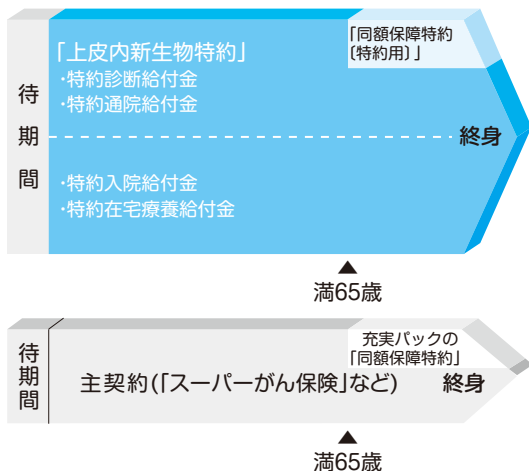 待期間
「上皮内新生物特約」
・特約診断給付金
・特約通院給付金
・特約入院給付金
・特約在宅療養給付金
「同額保障特約
〔特約用〕」
終身
▲
満65歳
待期間
主契約(「スーパーがん保険」など)
充実パックの
「同額保障特約」
終身
▲
満65歳